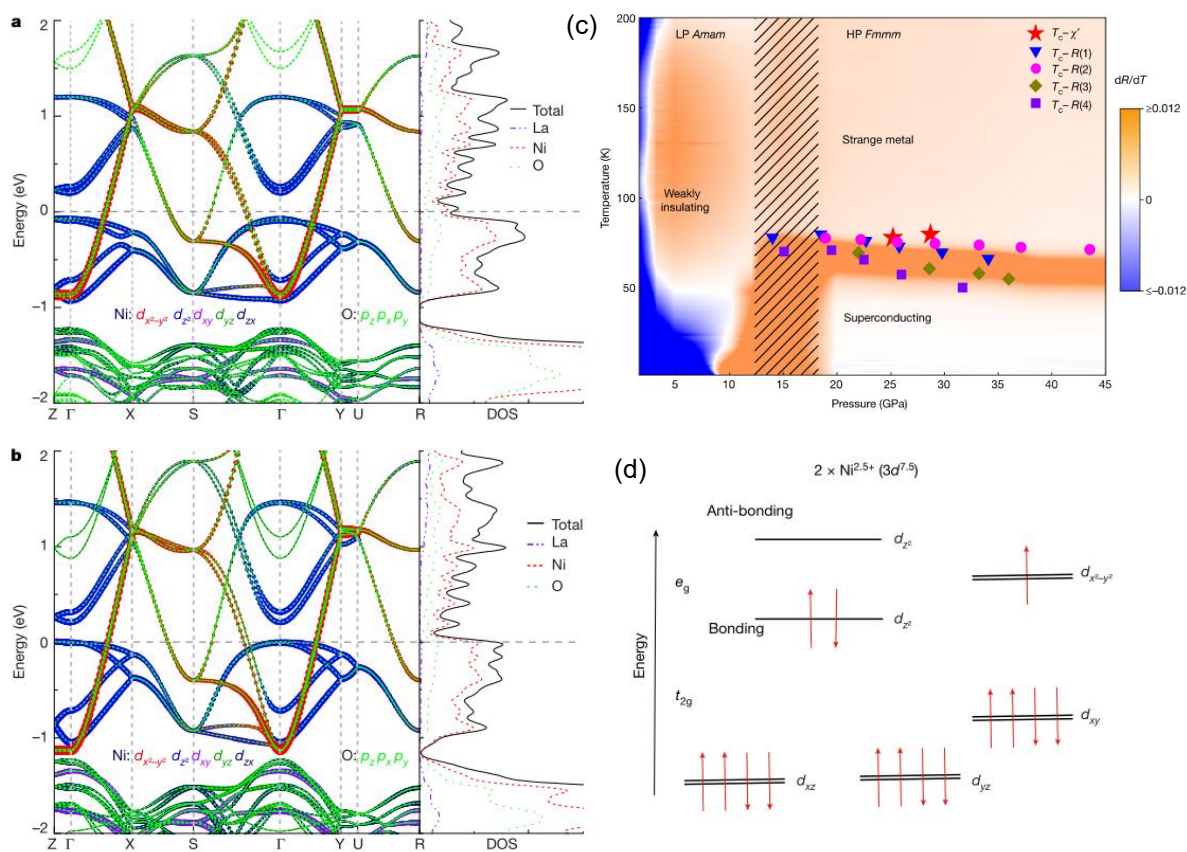 a
2
1
0
−1
−2
Energy (eV)
Total
La
Ni
O
Ni: dx²−y² dz² dxy dyz dzx
O: pz px py
Z Γ X S Γ Y U R DOS
b
2
1
0
−1
−2
Energy (eV)
Total
La
Ni
O
Ni: dx²−y² dz² dxy dyz dzx
O: pz px py
Z Γ X S Γ Y U R DOS
(c)
200
150
100
50
Temperature (K)
LP Amam
HP Fmmm
Tc – χ′
Tc – R(1)
Tc – R(2)
Tc – R(3)
Tc – R(4)
Strange metal
Weakly
insulating
Superconducting
5 10 15 20 25 30 35 40 45
Pressure (GPa)
dR/dT
≥0.012
0
≤−0.012
(d)
2 × Ni2.5+ (3d7.5)
Anti-bonding
dz²
eg
dx²−y²
Bonding
dz²
Energy
t2g
dxy
dxz
dyz